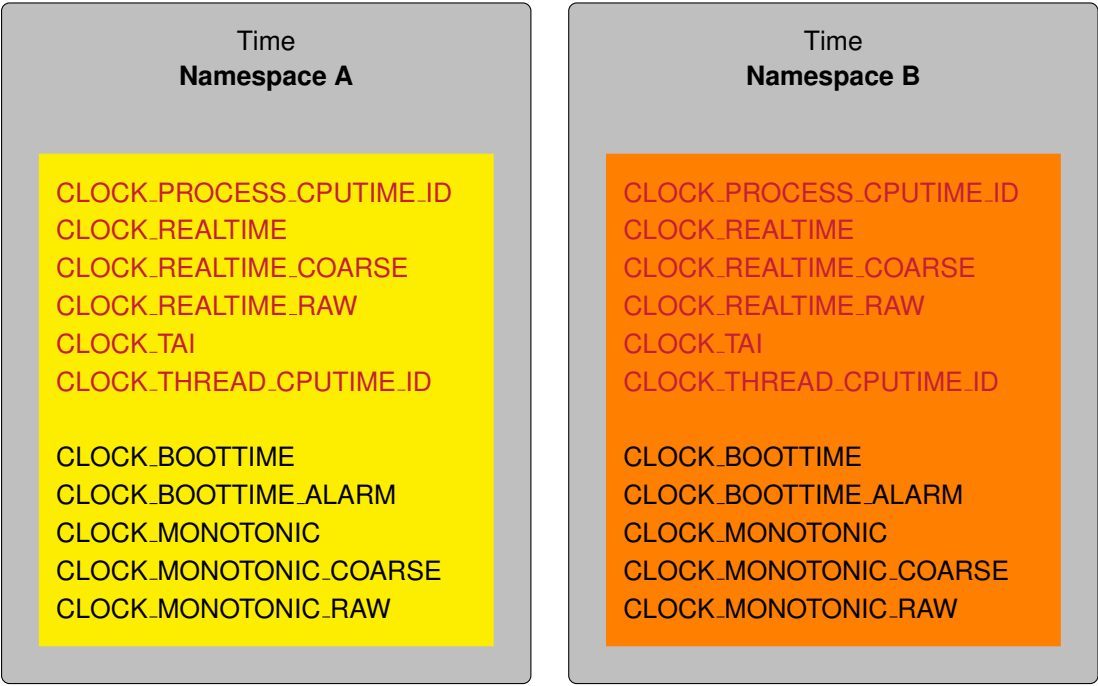 Time
Namespace A
CLOCK_PROCESS_CPUTIME_ID
CLOCK_REALTIME
CLOCK_REALTIME_COARSE
CLOCK_REALTIME_RAW
CLOCK_TAI
CLOCK_THREAD_CPUTIME_ID
CLOCK_BOOTTIME
CLOCK_BOOTTIME_ALARM
CLOCK_MONOTONIC
CLOCK_MONOTONIC_COARSE
CLOCK_MONOTONIC_RAW
Time
Namespace B
CLOCK_PROCESS_CPUTIME_ID
CLOCK_REALTIME
CLOCK_REALTIME_COARSE
CLOCK_REALTIME_RAW
CLOCK_TAI
CLOCK_THREAD_CPUTIME_ID
CLOCK_BOOTTIME
CLOCK_BOOTTIME_ALARM
CLOCK_MONOTONIC
CLOCK_MONOTONIC_COARSE
CLOCK_MONOTONIC_RAW